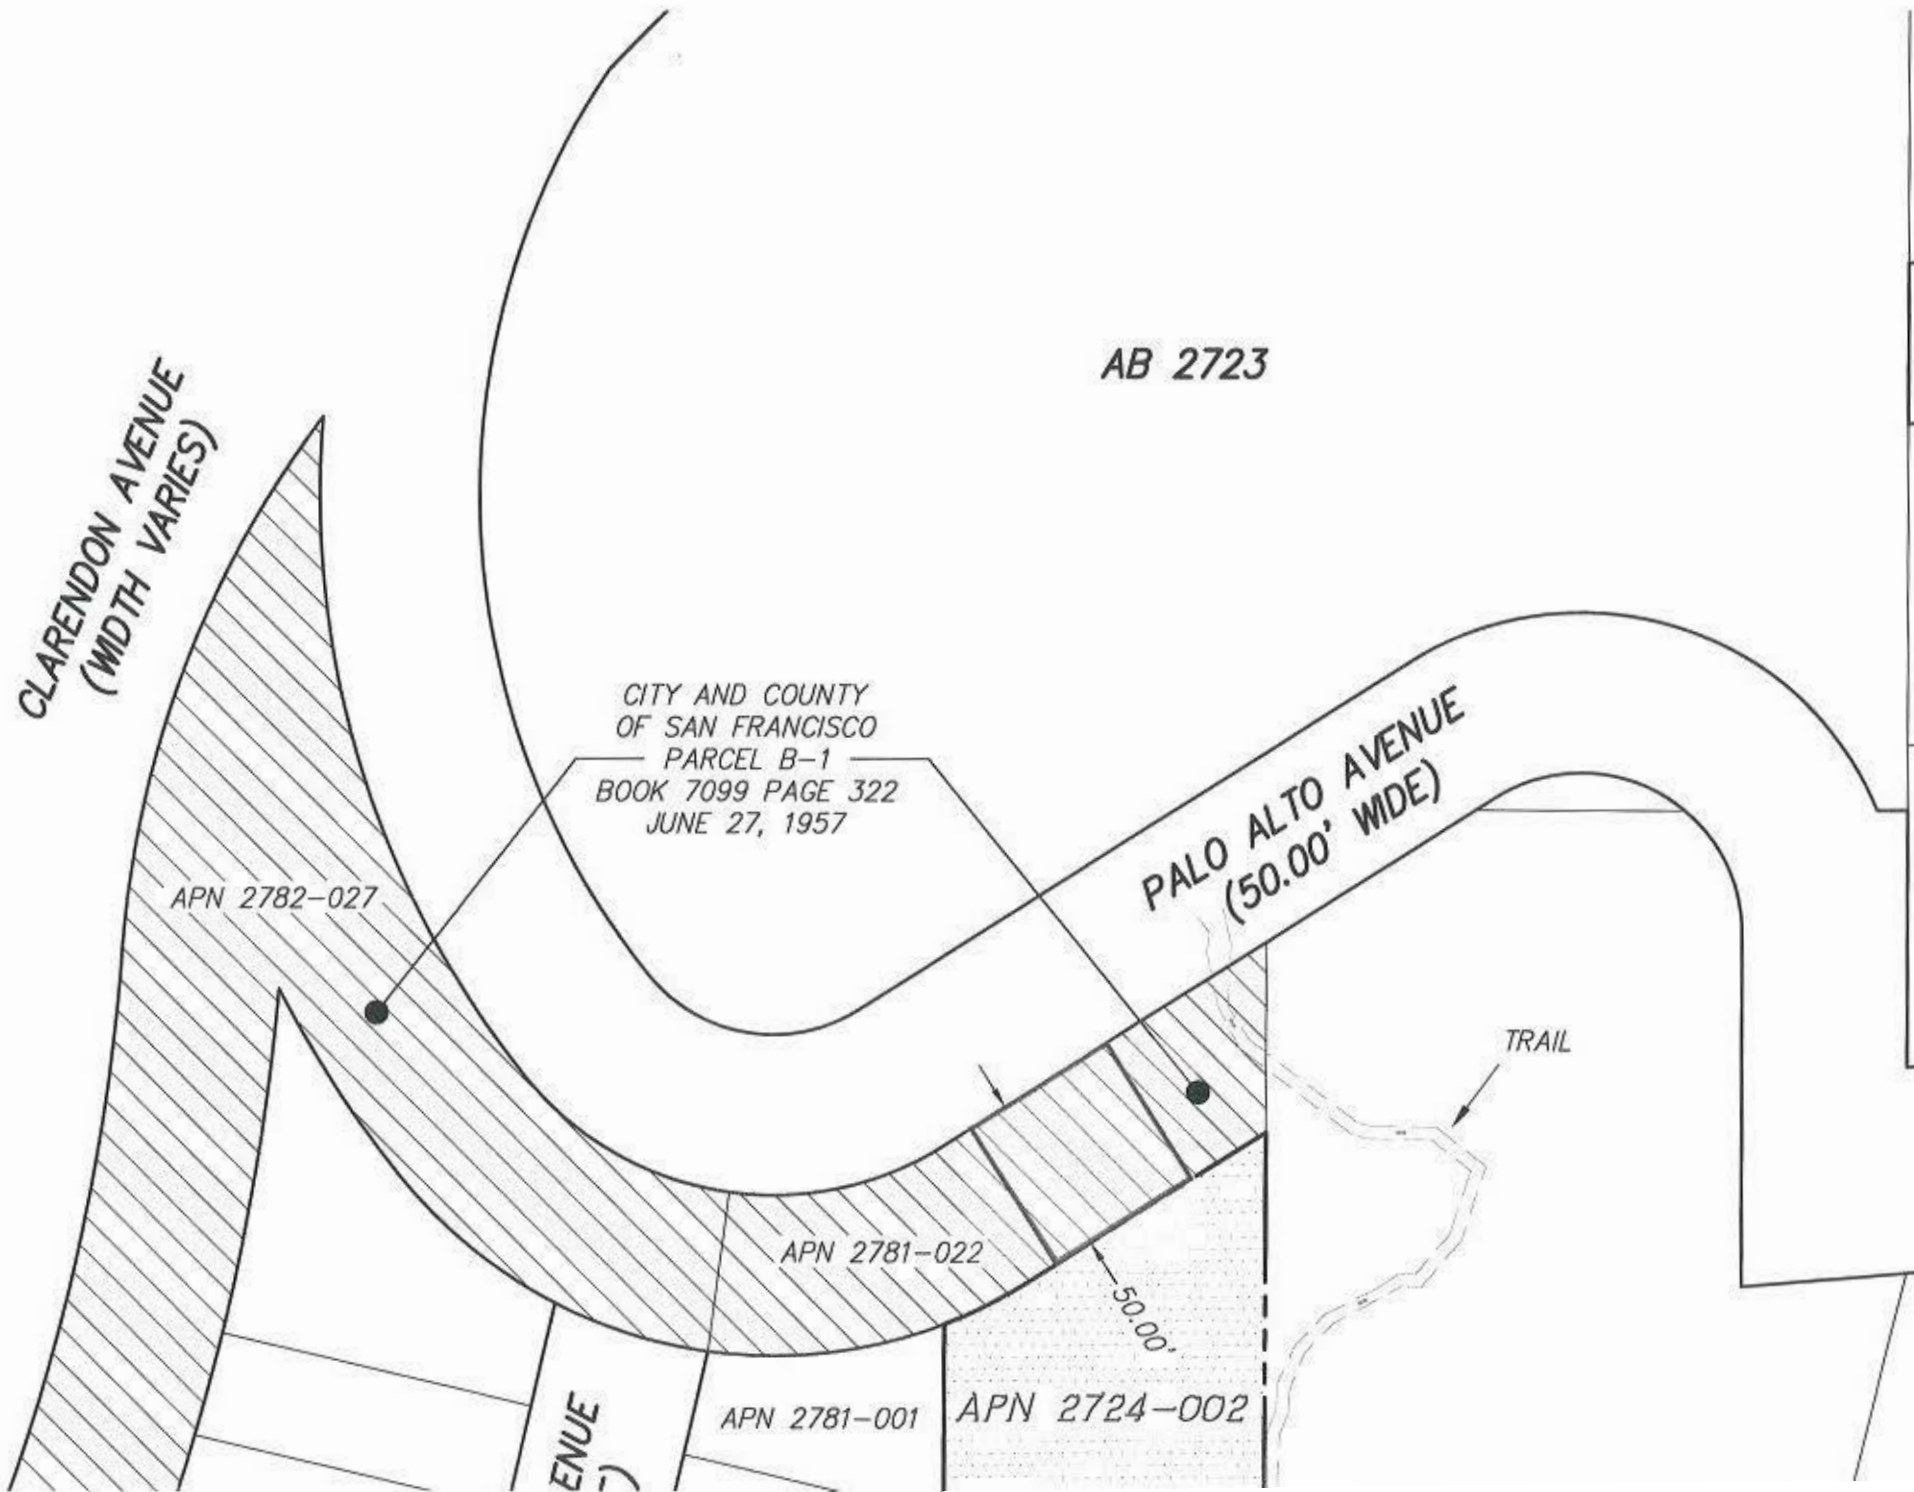 AB 2723
CLARENDON AVENUE
(WIDTH VARIES)
CITY AND COUNTY
OF SAN FRANCISCO
PARCEL B-1
BOOK 7099 PAGE 322
JUNE 27, 1957
PALO ALTO AVENUE
(50.00' WIDE)
APN 2782-027
TRAIL
APN 2781-022
50.00'
APN 2781-001
APN 2724-002
ENUE